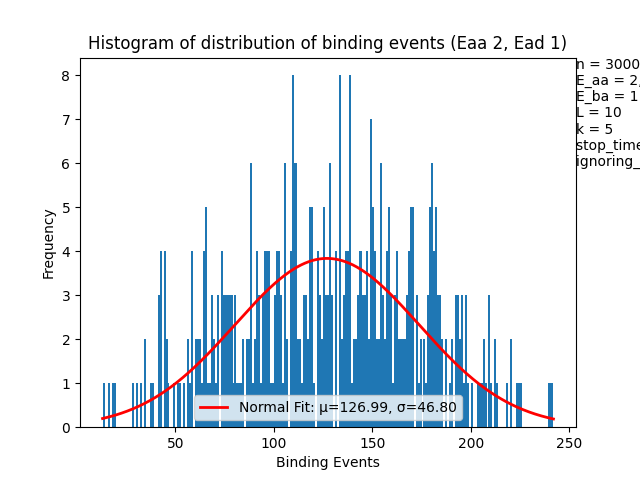 Histogram of distribution of binding events (Eaa 2, Ead 1)
n = 3000
E_aa = 2,
E_ba = 1
L = 10
k = 5
stop_time
ignoring_
8
7
6
5
4
3
2
1
0
Frequency
Normal Fit: μ=126.99, σ=46.80
50 100 150 200 250
Binding Events